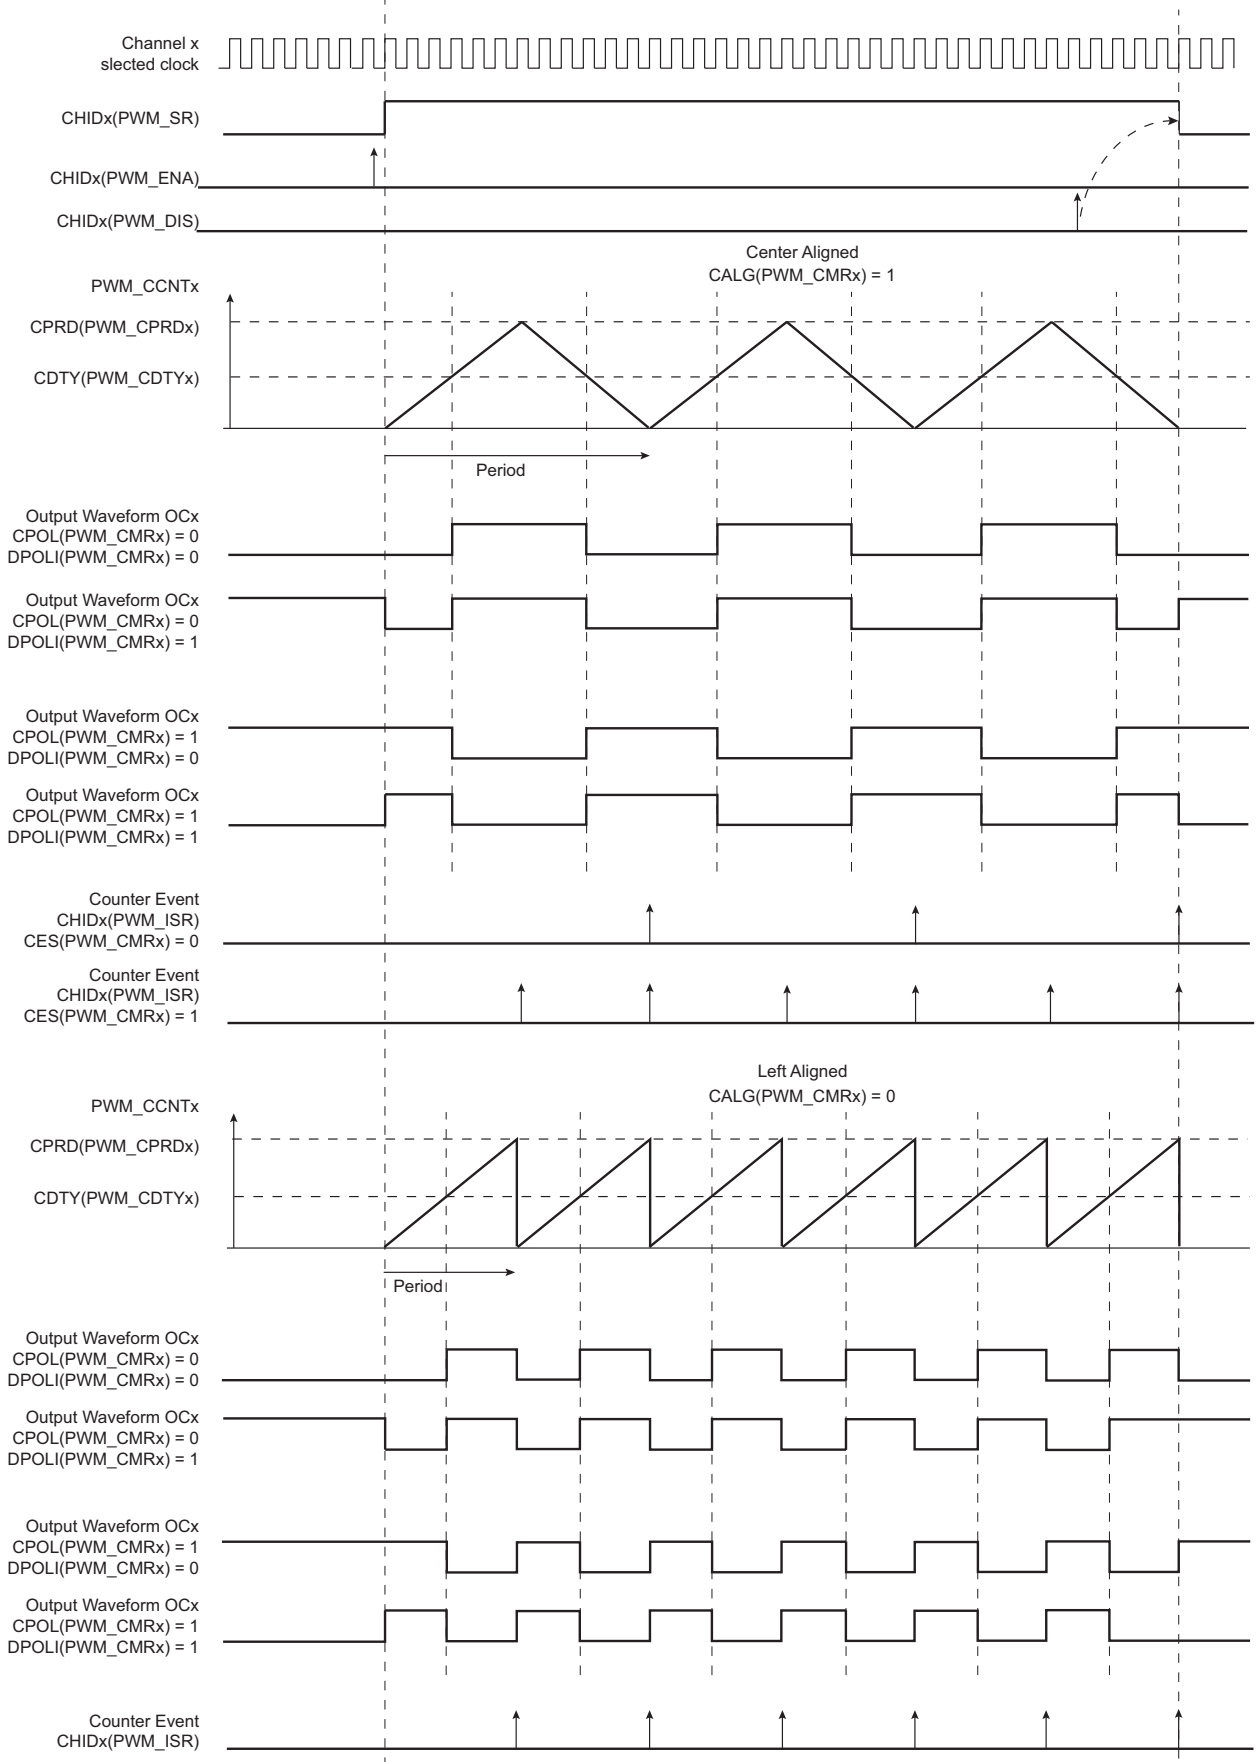 Channel x
slected clock
CHIDx(PWM_SR)
CHIDx(PWM_ENA)
CHIDx(PWM_DIS)
Center Aligned
CALG(PWM_CMRx) = 1
PWM_CCNTx
CPRD(PWM_CPRDx)
CDTY(PWM_CDTYx)
Period
Output Waveform OCx
CPOL(PWM_CMRx) = 0
DPOLI(PWM_CMRx) = 0
Output Waveform OCx
CPOL(PWM_CMRx) = 0
DPOLI(PWM_CMRx) = 1
Output Waveform OCx
CPOL(PWM_CMRx) = 1
DPOLI(PWM_CMRx) = 0
Output Waveform OCx
CPOL(PWM_CMRx) = 1
DPOLI(PWM_CMRx) = 1
Counter Event
CHIDx(PWM_ISR)
CES(PWM_CMRx) = 0
Counter Event
CHIDx(PWM_ISR)
CES(PWM_CMRx) = 1
Left Aligned
CALG(PWM_CMRx) = 0
PWM_CCNTx
CPRD(PWM_CPRDx)
CDTY(PWM_CDTYx)
Period
Output Waveform OCx
CPOL(PWM_CMRx) = 0
DPOLI(PWM_CMRx) = 0
Output Waveform OCx
CPOL(PWM_CMRx) = 0
DPOLI(PWM_CMRx) = 1
Output Waveform OCx
CPOL(PWM_CMRx) = 1
DPOLI(PWM_CMRx) = 0
Output Waveform OCx
CPOL(PWM_CMRx) = 1
DPOLI(PWM_CMRx) = 1
Counter Event
CHIDx(PWM_ISR)